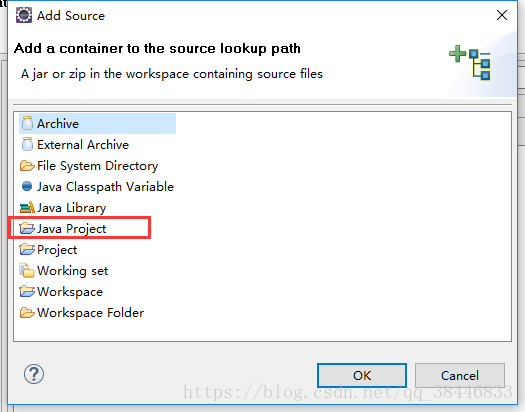 Add Source
Add a container to the source lookup path
A jar or zip in the workspace containing source files
Archive
External Archive
File System Directory
Java Classpath Variable
Java Library
Java Project
Project
Working set
Workspace
Workspace Folder
?
OK
Cancel
https://blog.csdn.net/qq_38446833